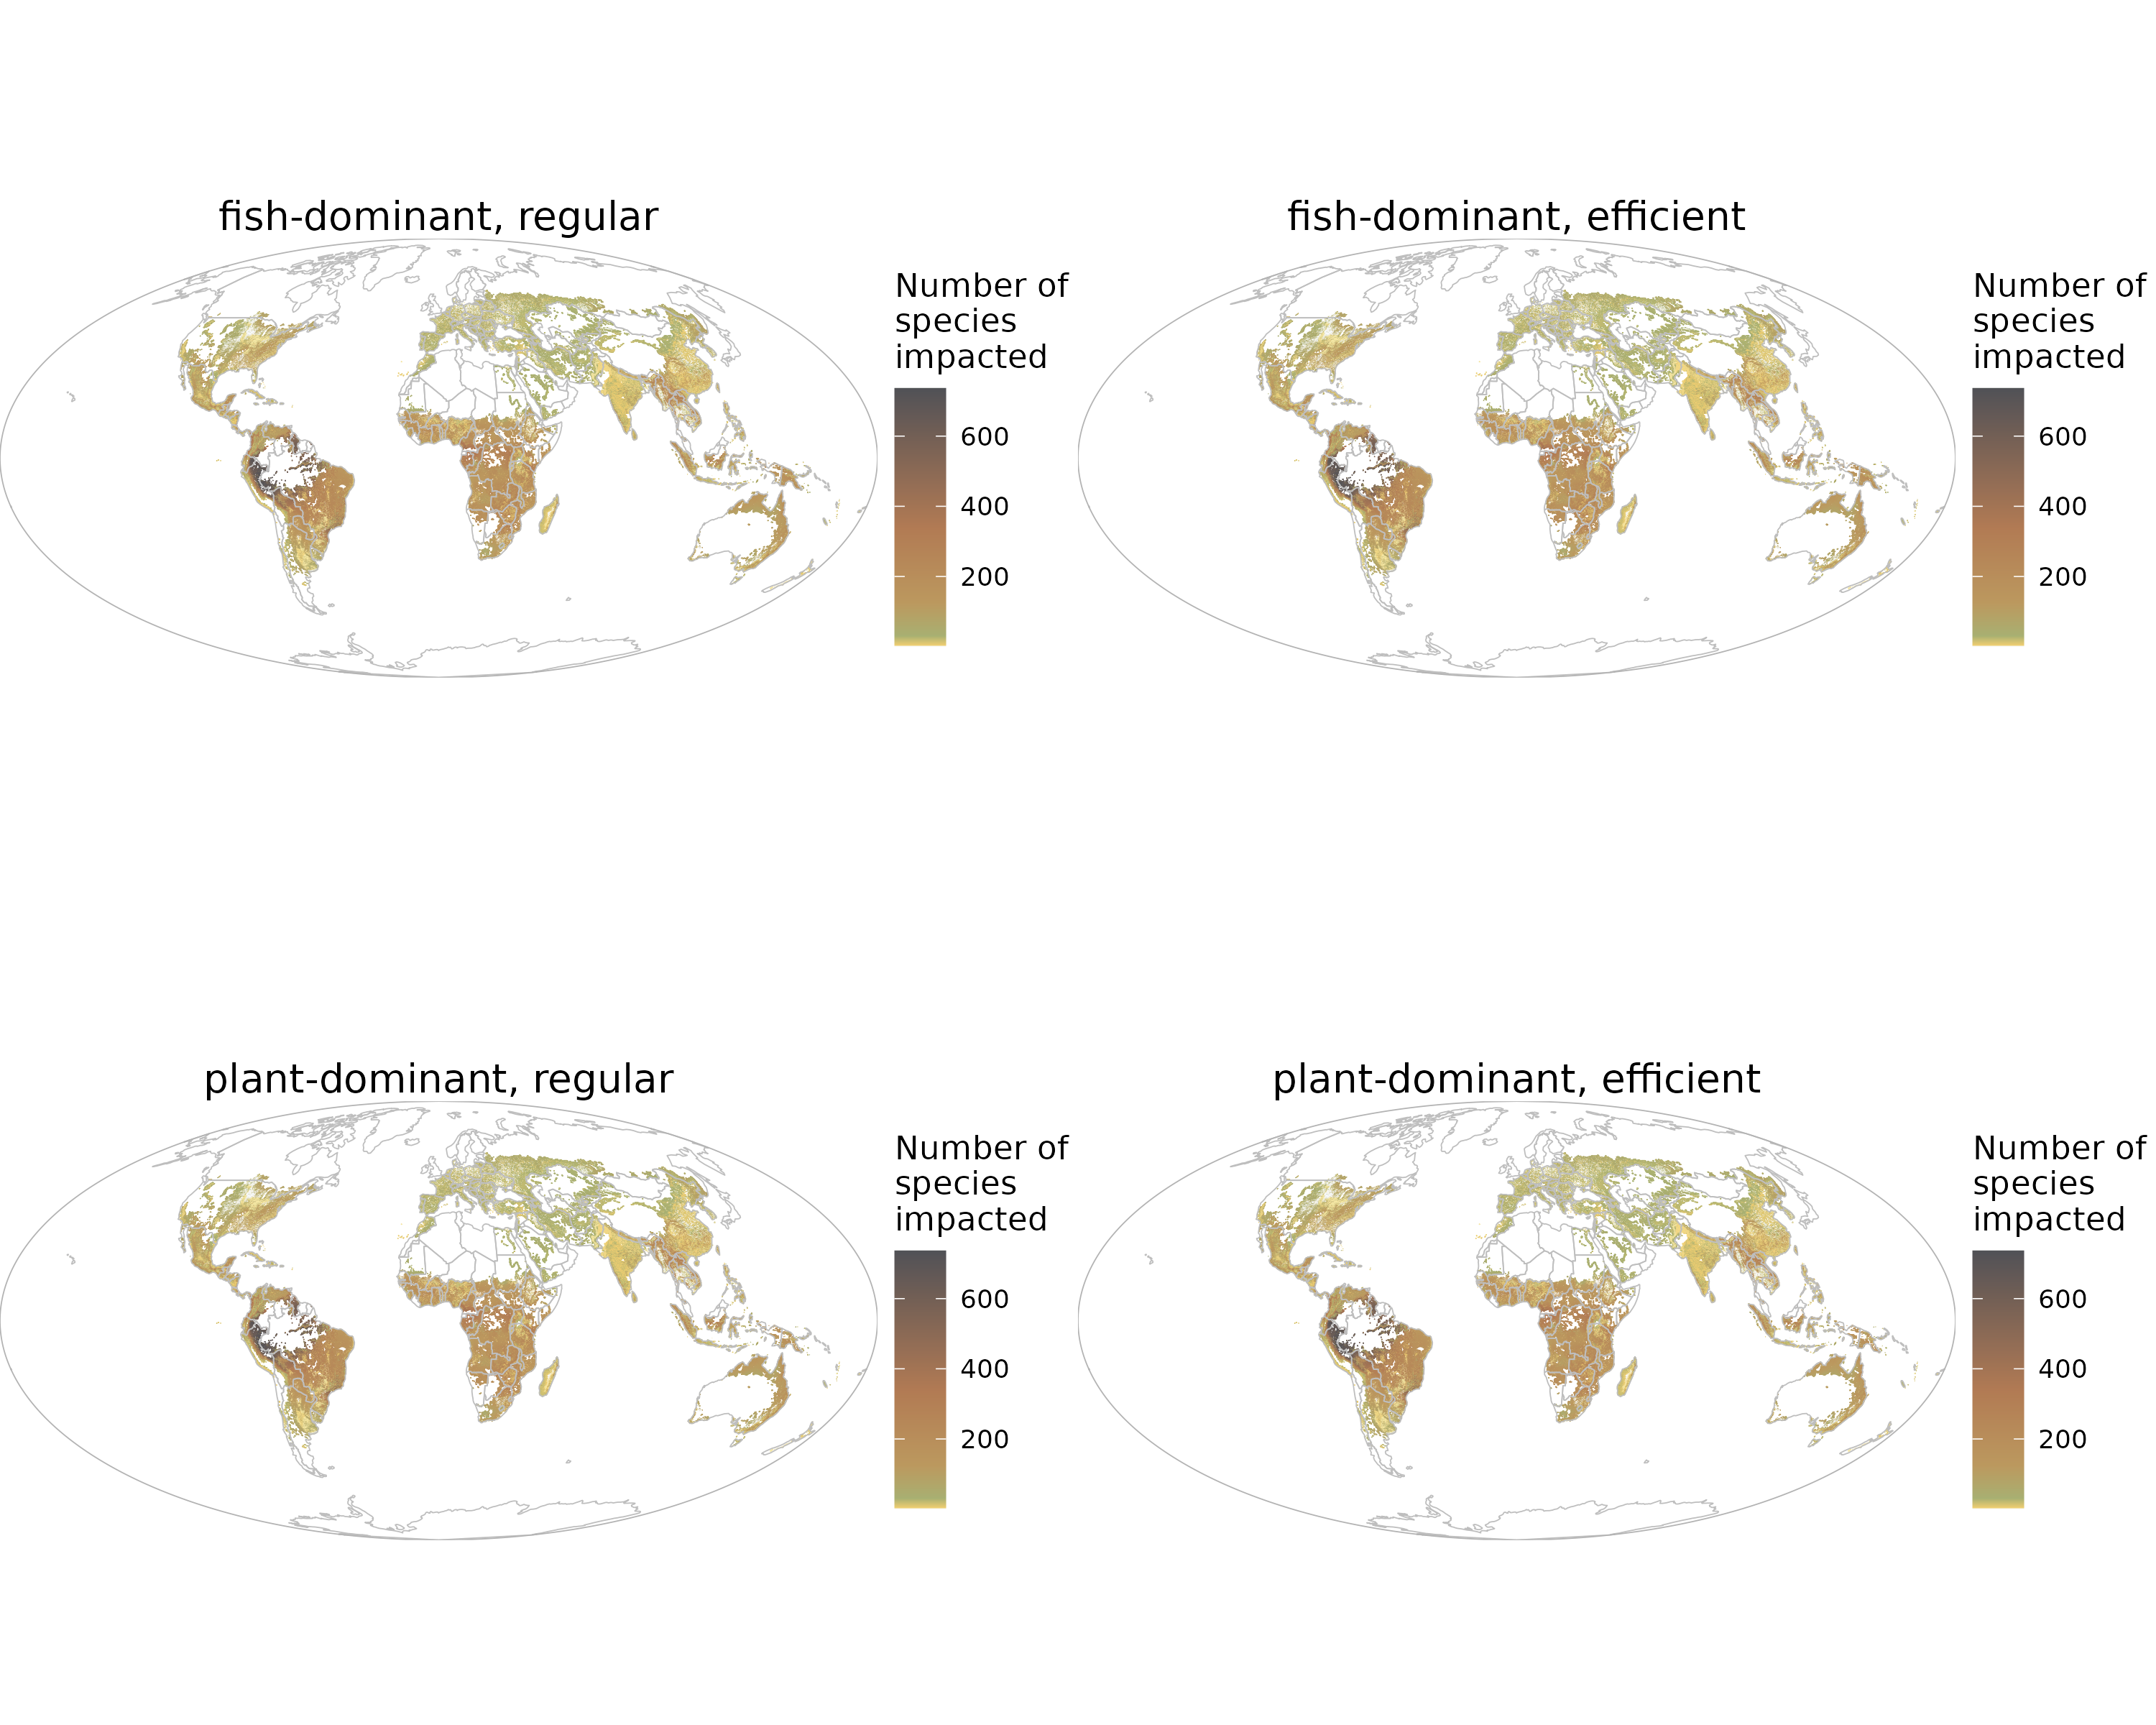 fish-dominant, regular
Number of
species
impacted
600
400
200
fish-dominant, efficient
Number of
species
impacted
600
400
200
plant-dominant, regular
Number of
species
impacted
600
400
200
plant-dominant, efficient
Number of
species
impacted
600
400
200